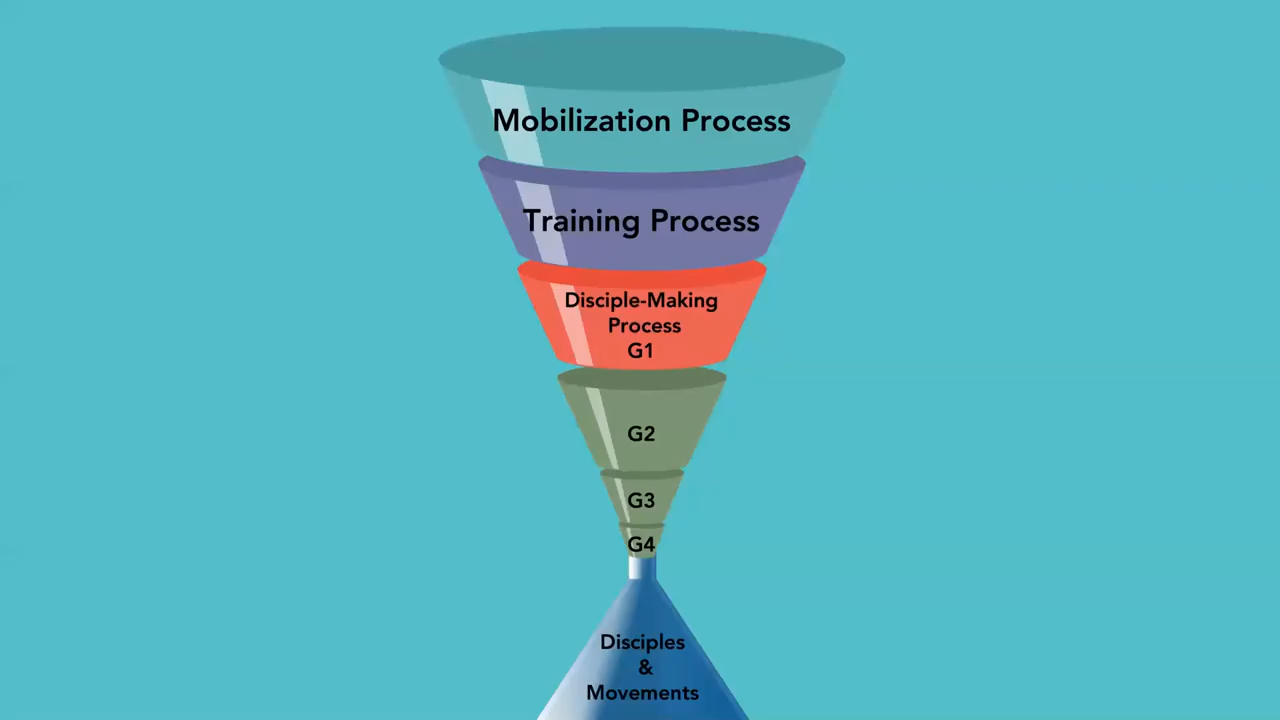 Mobilization Process
Training Process
Disciple-Making
Process
G1
G2
G3
G4
Disciples
&
Movements